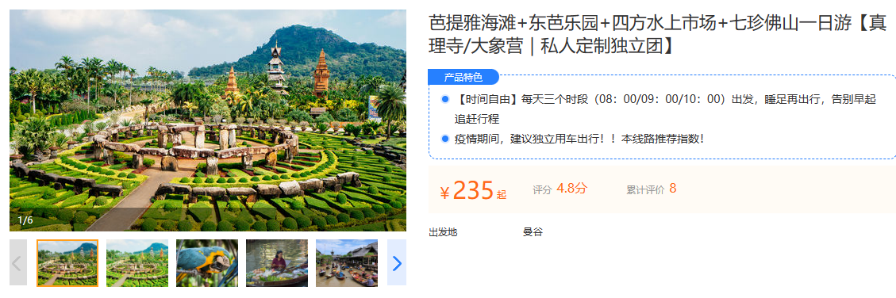 芭提雅海滩+东芭乐园+四方水上市场+七珍佛山一日游【真
理寺/大象营｜私人定制独立团】
产品特色
【时间自由】每天三个时段（08：00/09：00/10：00）出发，睡足再出行，告别早起
追赶行程
疫情期间，建议独立用车出行！！本线路推荐指数！
¥235起 评分 4.8分 累计评价 8
1/6
出发地 曼谷